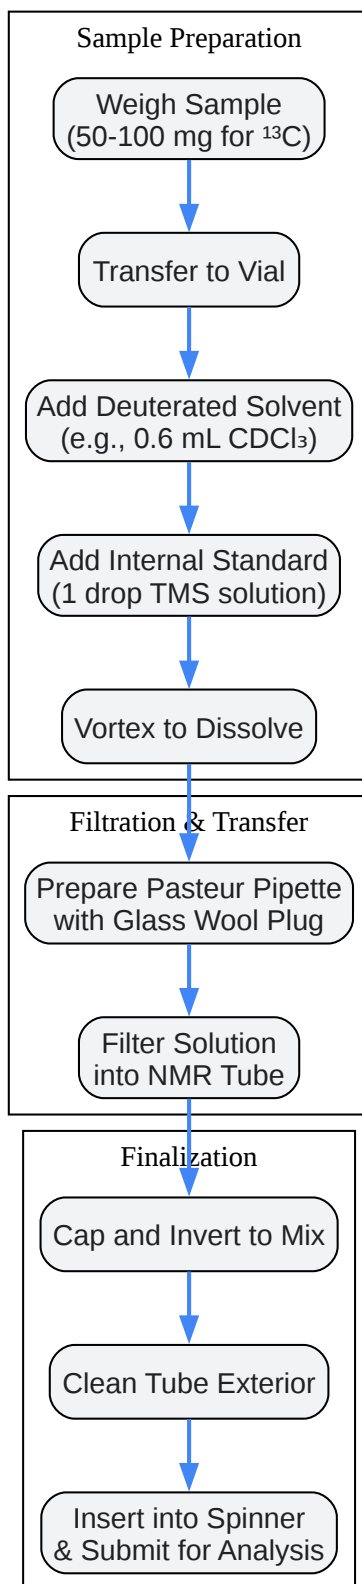 Sample Preparation
Weigh Sample
(50-100 mg for ¹³C)
Transfer to Vial
Add Deuterated Solvent
(e.g., 0.6 mL CDCl₃)
Add Internal Standard
(1 drop TMS solution)
Vortex to Dissolve
Filtration & Transfer
Prepare Pasteur Pipette
with Glass Wool Plug
Filter Solution
into NMR Tube
Finalization
Cap and Invert to Mix
Clean Tube Exterior
Insert into Spinner
& Submit for Analysis